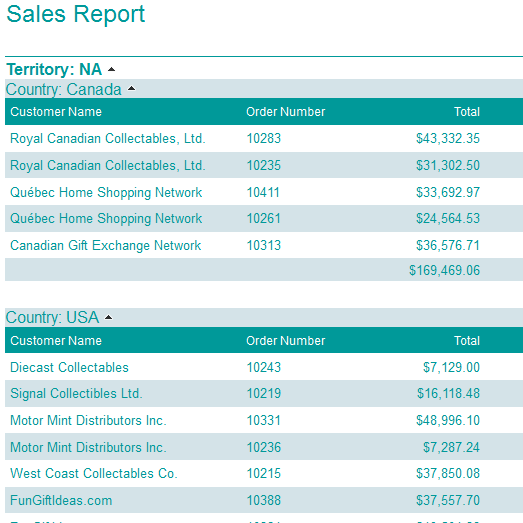 Sales Report
Territory: NA
Country: Canada
Customer Name Order Number Total
Royal Canadian Collectables, Ltd. 10283 $43,332.35
Royal Canadian Collectables, Ltd. 10235 $31,302.50
Québec Home Shopping Network 10411 $33,692.97
Québec Home Shopping Network 10261 $24,564.53
Canadian Gift Exchange Network 10313 $36,576.71
$169,469.06
Country: USA
Customer Name Order Number Total
Diecast Collectables 10243 $7,129.00
Signal Collectibles Ltd. 10219 $16,118.48
Motor Mint Distributors Inc. 10331 $48,996.10
Motor Mint Distributors Inc. 10236 $7,287.24
West Coast Collectables Co. 10215 $37,850.08
FunGiftIdeas.com 10388 $37,557.70